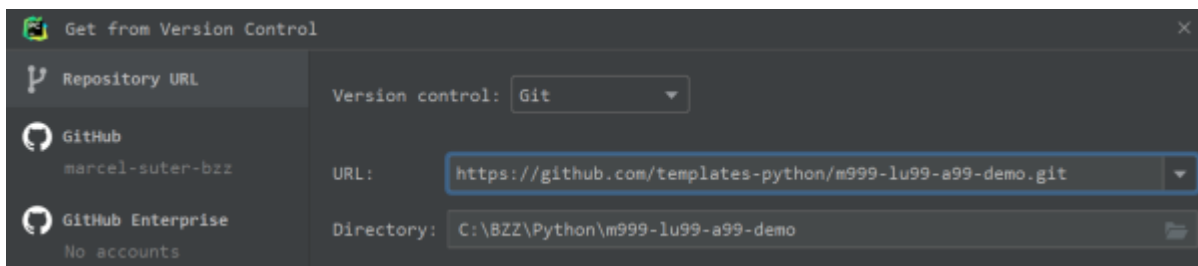 Get from Version Control
Repository URL
GitHub
marcel-suter-bzz
GitHub Enterprise
No accounts
Version control: Git
URL: https://github.com/templates-python/m999-lu99-a99-demo.git
Directory: C:\BZZ\Python\m999-lu99-a99-demo